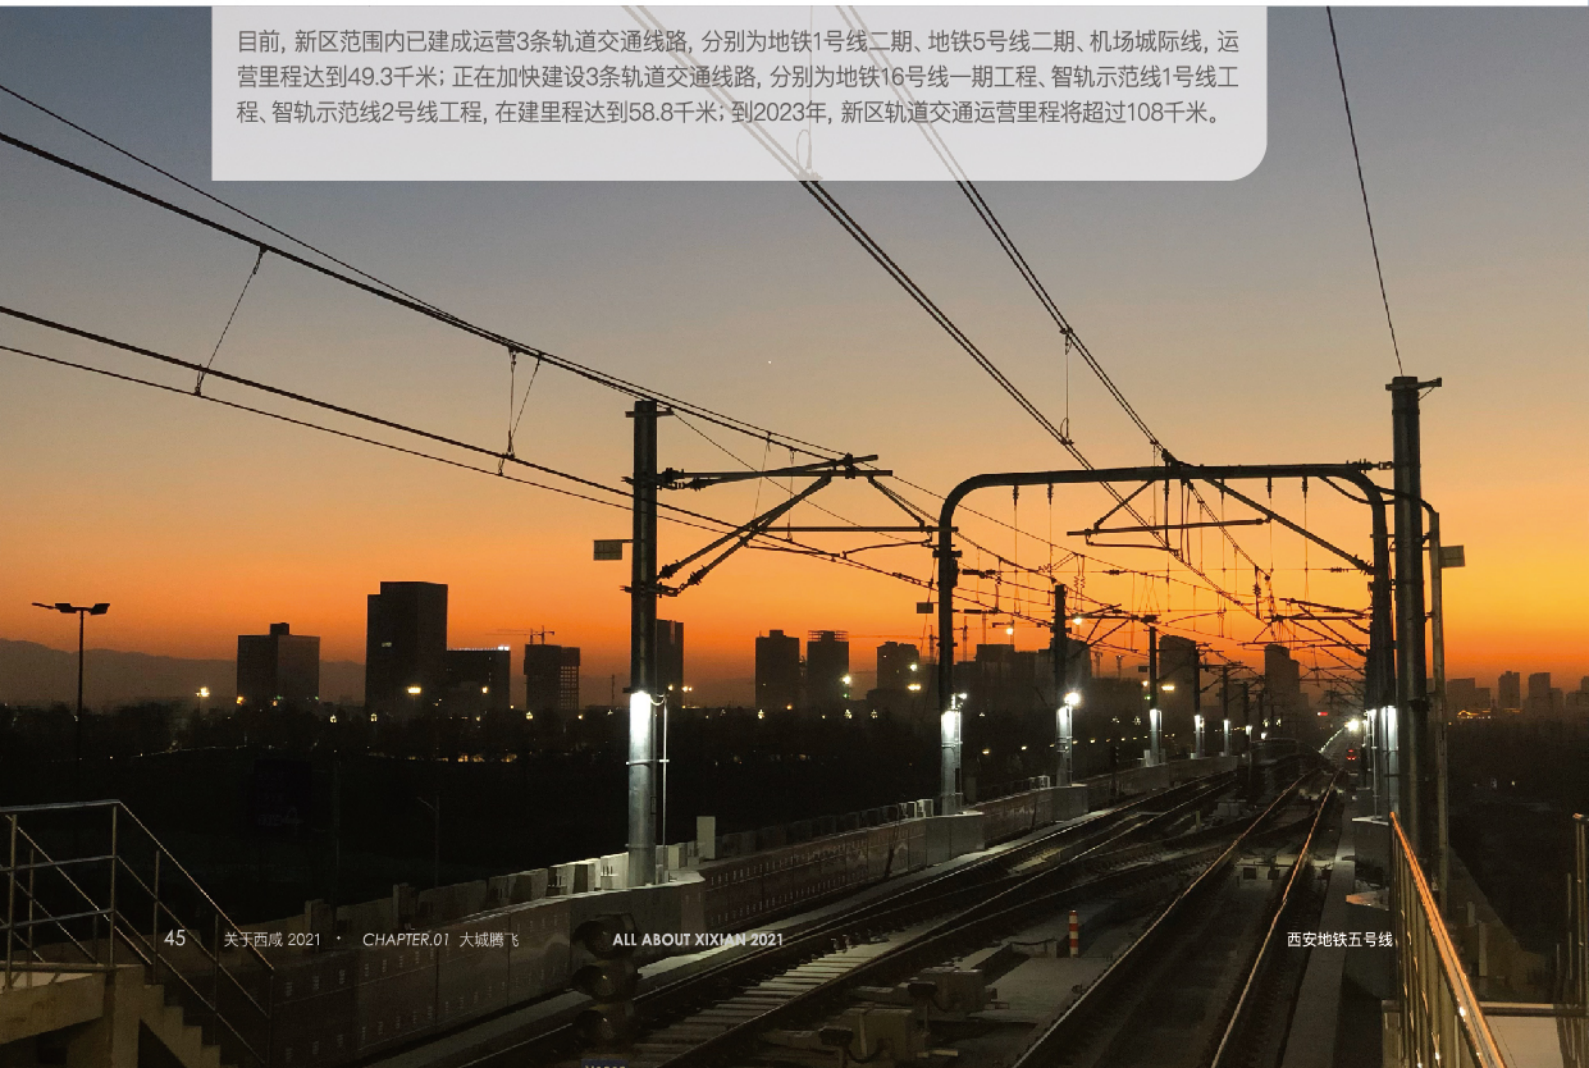 目前, 新区范围内已建成运营3条轨道交通线路, 分别为地铁1号线二期、地铁5号线二期、机场城际线, 运
营里程达到49.3千米; 正在加快建设3条轨道交通线路, 分别为地铁16号线一期工程、智轨示范线1号线工
程、智轨示范线2号线工程, 在建里程达到58.8千米; 到2023年, 新区轨道交通运营里程将超过108千米。
45 关于西咸 2021 · CHAPTER.01 大城腾飞 ALL ABOUT XIXIAN 2021 西安地铁五号线